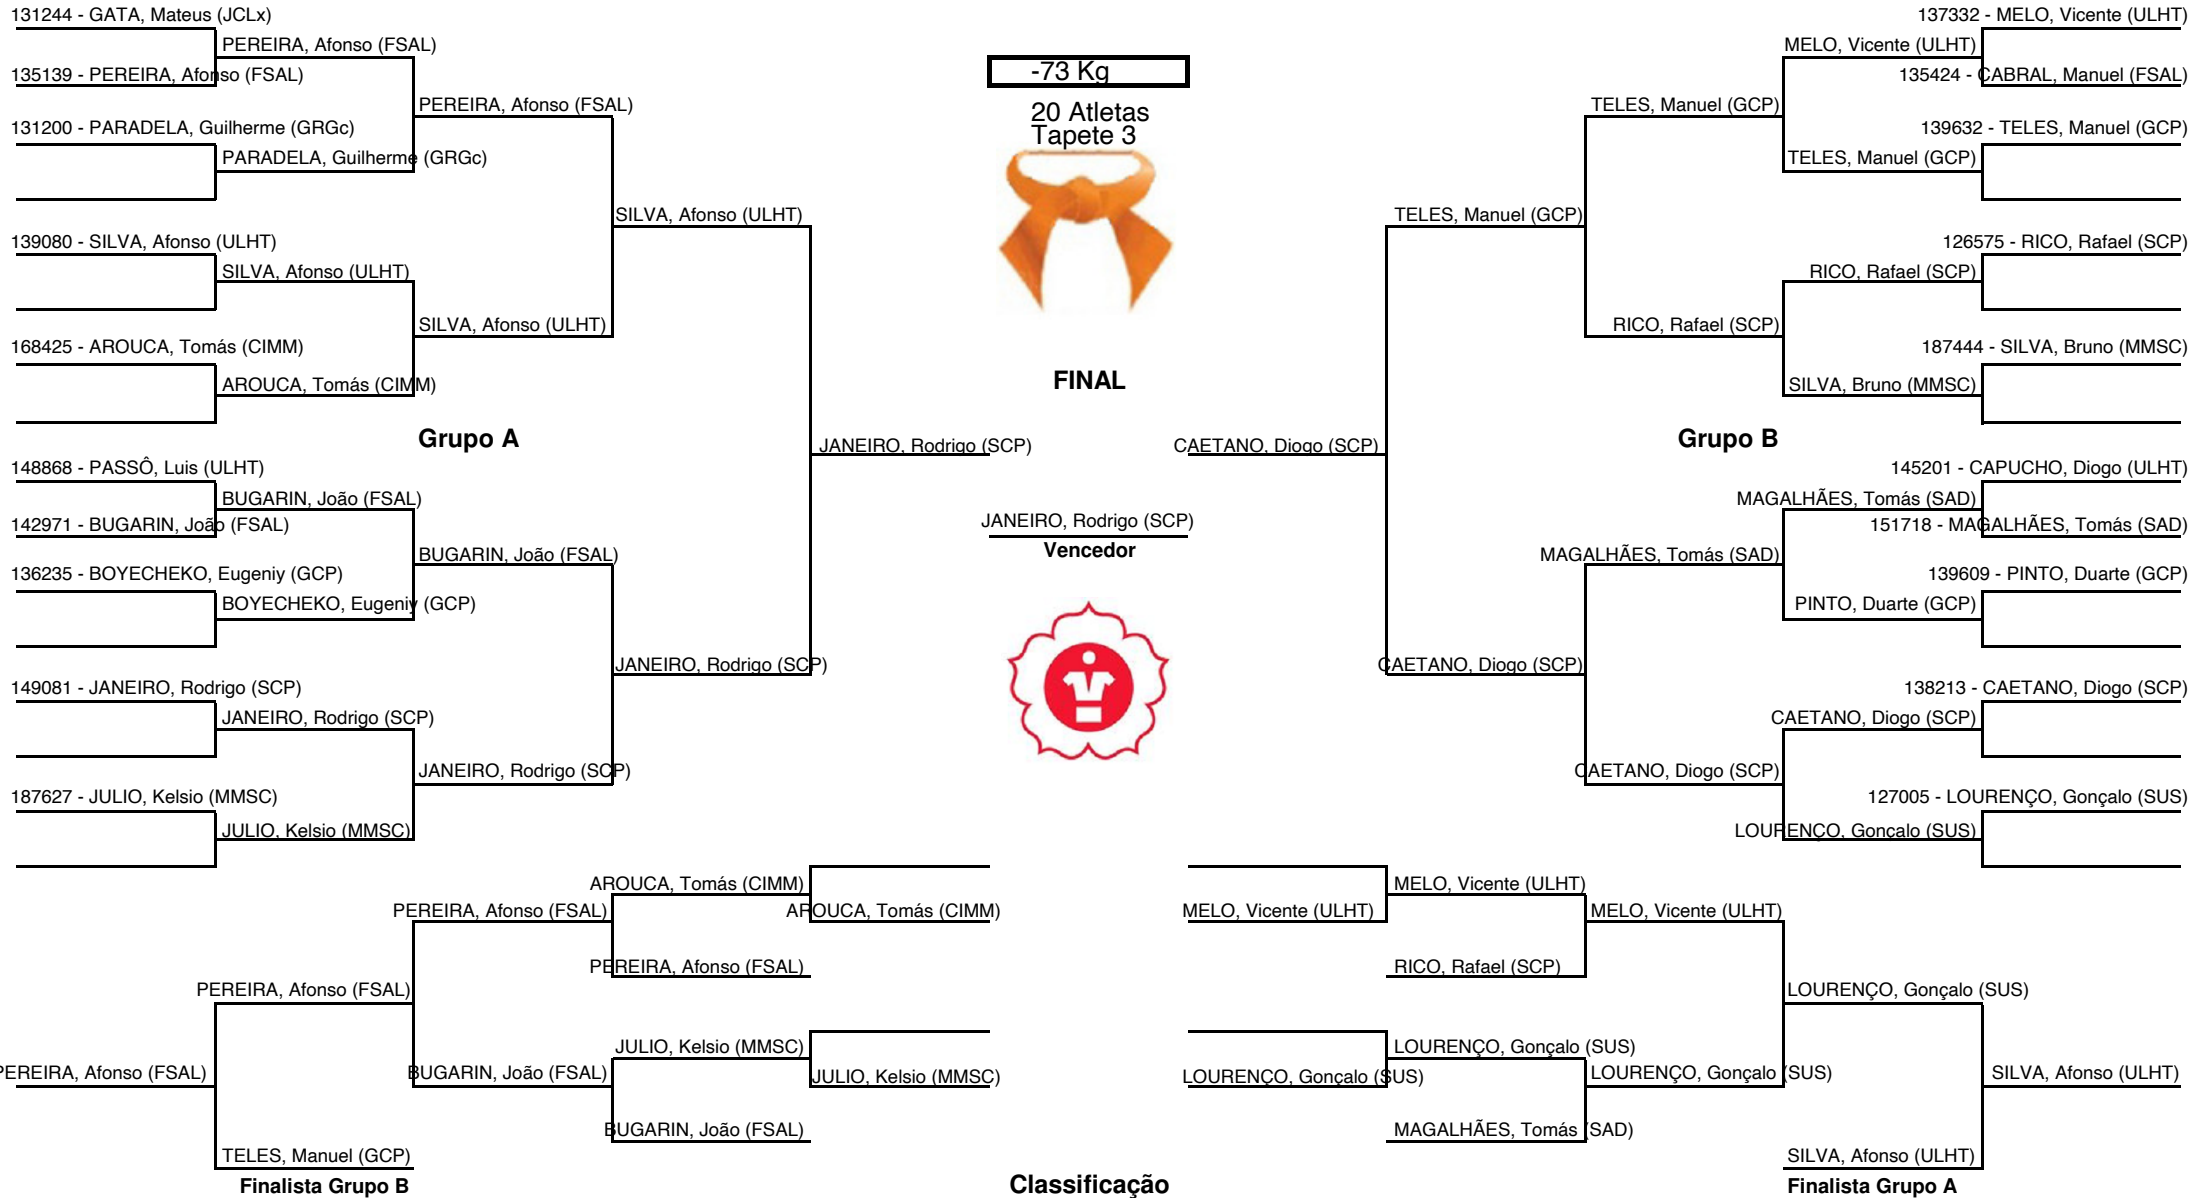 131244 - GATA, Mateus (JCLx)
PEREIRA, Afonso (FSAL)
135139 - PEREIRA, Afonso (FSAL)
PEREIRA, Afonso (FSAL)
131200 - PARADELA, Guilherme (GRGc)
PARADELA, Guilherme (GRGc)
SILVA, Afonso (ULHT)
139080 - SILVA, Afonso (ULHT)
SILVA, Afonso (ULHT)
SILVA, Afonso (ULHT)
168425 - AROUCA, Tomás (CIMM)
AROUCA, Tomás (CIMM)
Grupo A
JANEIRO, Rodrigo (SCP)
148868 - PASSÔ, Luis (ULHT)
BUGARIN, João (FSAL)
142971 - BUGARIN, João (FSAL)
BUGARIN, João (FSAL)
136235 - BOYECHEKO, Eugeniy (GCP)
BOYECHEKO, Eugeniy (GCP)
JANEIRO, Rodrigo (SCP)
149081 - JANEIRO, Rodrigo (SCP)
JANEIRO, Rodrigo (SCP)
JANEIRO, Rodrigo (SCP)
187627 - JULIO, Kelsio (MMSC)
JULIO, Kelsio (MMSC)
-73 Kg
20 Atletas
Tapete 3
FINAL
JANEIRO, Rodrigo (SCP)
Vencedor
137332 - MELO, Vicente (ULHT)
MELO, Vicente (ULHT)
135424 - CABRAL, Manuel (FSAL)
TELES, Manuel (GCP)
139632 - TELES, Manuel (GCP)
TELES, Manuel (GCP)
TELES, Manuel (GCP)
126575 - RICO, Rafael (SCP)
RICO, Rafael (SCP)
RICO, Rafael (SCP)
187444 - SILVA, Bruno (MMSC)
SILVA, Bruno (MMSC)
Grupo B
CAETANO, Diogo (SCP)
145201 - CAPUCHO, Diogo (ULHT)
MAGALHÃES, Tomás (SAD)
151718 - MAGALHÃES, Tomás (SAD)
MAGALHÃES, Tomás (SAD)
139609 - PINTO, Duarte (GCP)
PINTO, Duarte (GCP)
CAETANO, Diogo (SCP)
138213 - CAETANO, Diogo (SCP)
CAETANO, Diogo (SCP)
CAETANO, Diogo (SCP)
127005 - LOURENÇO, Gonçalo (SUS)
LOURENÇO, Gonçalo (SUS)
AROUCA, Tomás (CIMM)
PEREIRA, Afonso (FSAL)
AROUCA, Tomás (CIMM)
PEREIRA, Afonso (FSAL)
PEREIRA, Afonso (FSAL)
JULIO, Kelsio (MMSC)
PEREIRA, Afonso (FSAL)
BUGARIN, João (FSAL)
JULIO, Kelsio (MMSC)
BUGARIN, João (FSAL)
TELES, Manuel (GCP)
Finalista Grupo B
Classificação
MELO, Vicente (ULHT)
MELO, Vicente (ULHT)
MELO, Vicente (ULHT)
RICO, Rafael (SCP)
LOURENÇO, Gonçalo (SUS)
LOURENÇO, Gonçalo (SUS)
LOURENÇO, Gonçalo (SUS)
LOURENÇO, Gonçalo (SUS)
SILVA, Afonso (ULHT)
MAGALHÃES, Tomás (SAD)
SILVA, Afonso (ULHT)
Finalista Grupo A